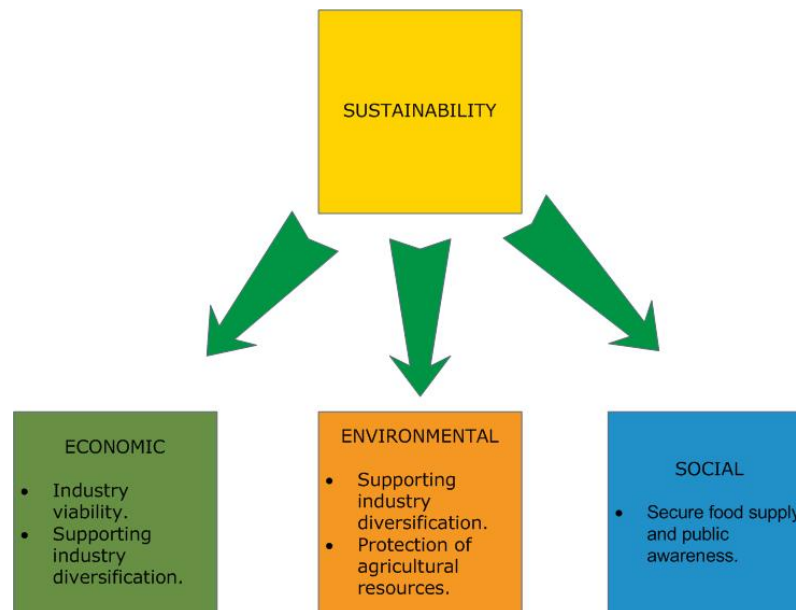 SUSTAINABILITY
ECONOMIC
• Industry
viability.
• Supporting
industry
diversification.
ENVIRONMENTAL
• Supporting
industry
diversification.
• Protection of
agricultural
resources.
SOCIAL
• Secure food supply
and public
awareness.